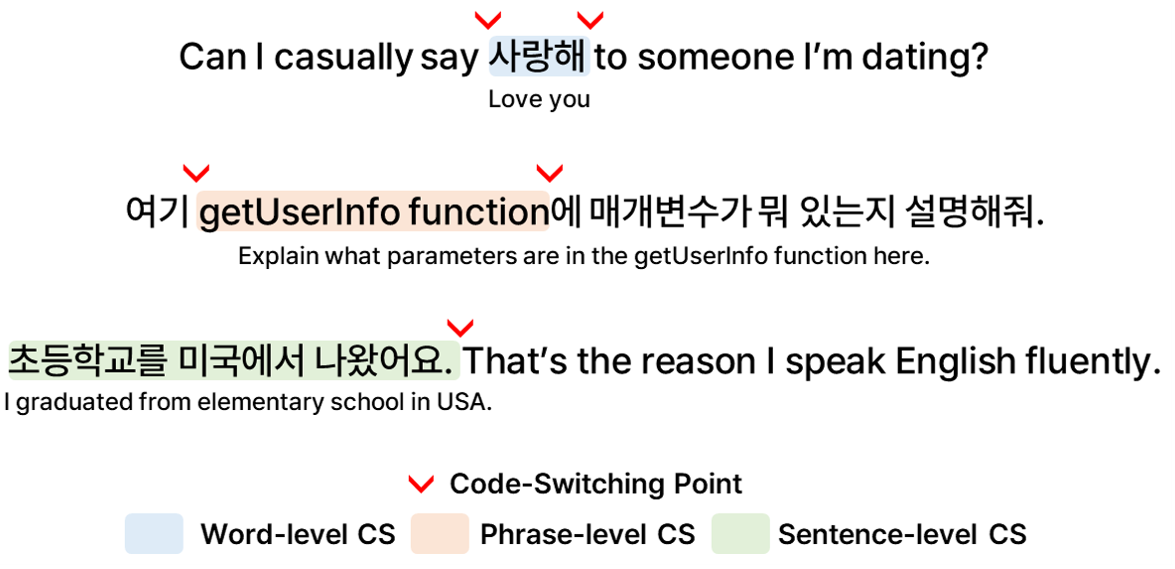 Can I casually say 사랑해 to someone I’m dating?
Love you
여기 getUserInfo function에 매개변수가 뭐 있는지 설명해줘.
Explain what parameters are in the getUserInfo function here.
초등학교를 미국에서 나왔어요. That’s the reason I speak English fluently.
I graduated from elementary school in USA.
Code-Switching Point
Word-level CS Phrase-level CS Sentence-level CS